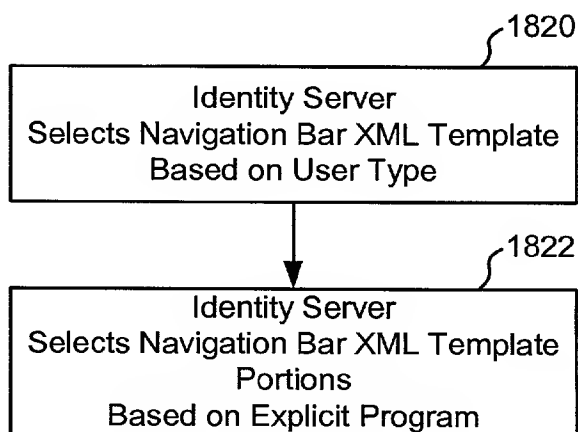 1820
Identity Server
Selects Navigation Bar XML Template
Based on User Type
1822
Identity Server
Selects Navigation Bar XML Template
Portions
Based on Explicit Program